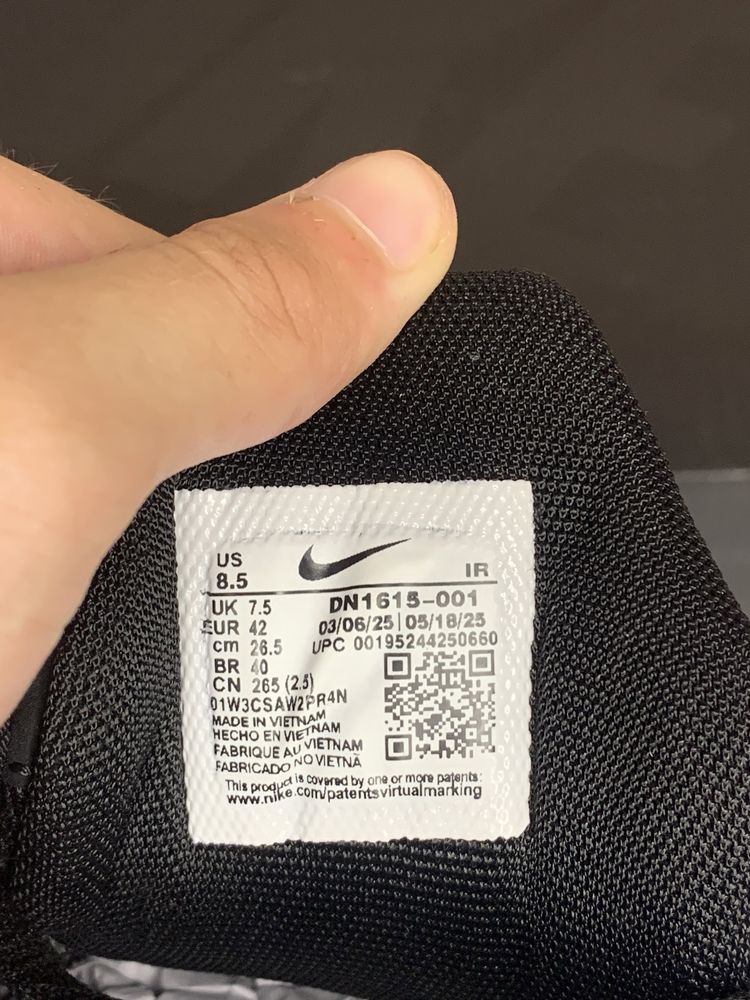 US
8.5
IR
UK 7.5
DN1615-001
EUR 42
03/06/25|05/18/25
cm 26.5
UPC 00195244250660
BR 40
CN 265 (2.5)
01W3CSAW2PR4N
MADE IN VIETNAM
HECHO EN VIETNAM
FABRIQUE AU VIETNAM
FABRICADO NO VIETNÃ
This product is covered by one or more patents:
www.nike.com/patentsvirtualmarking